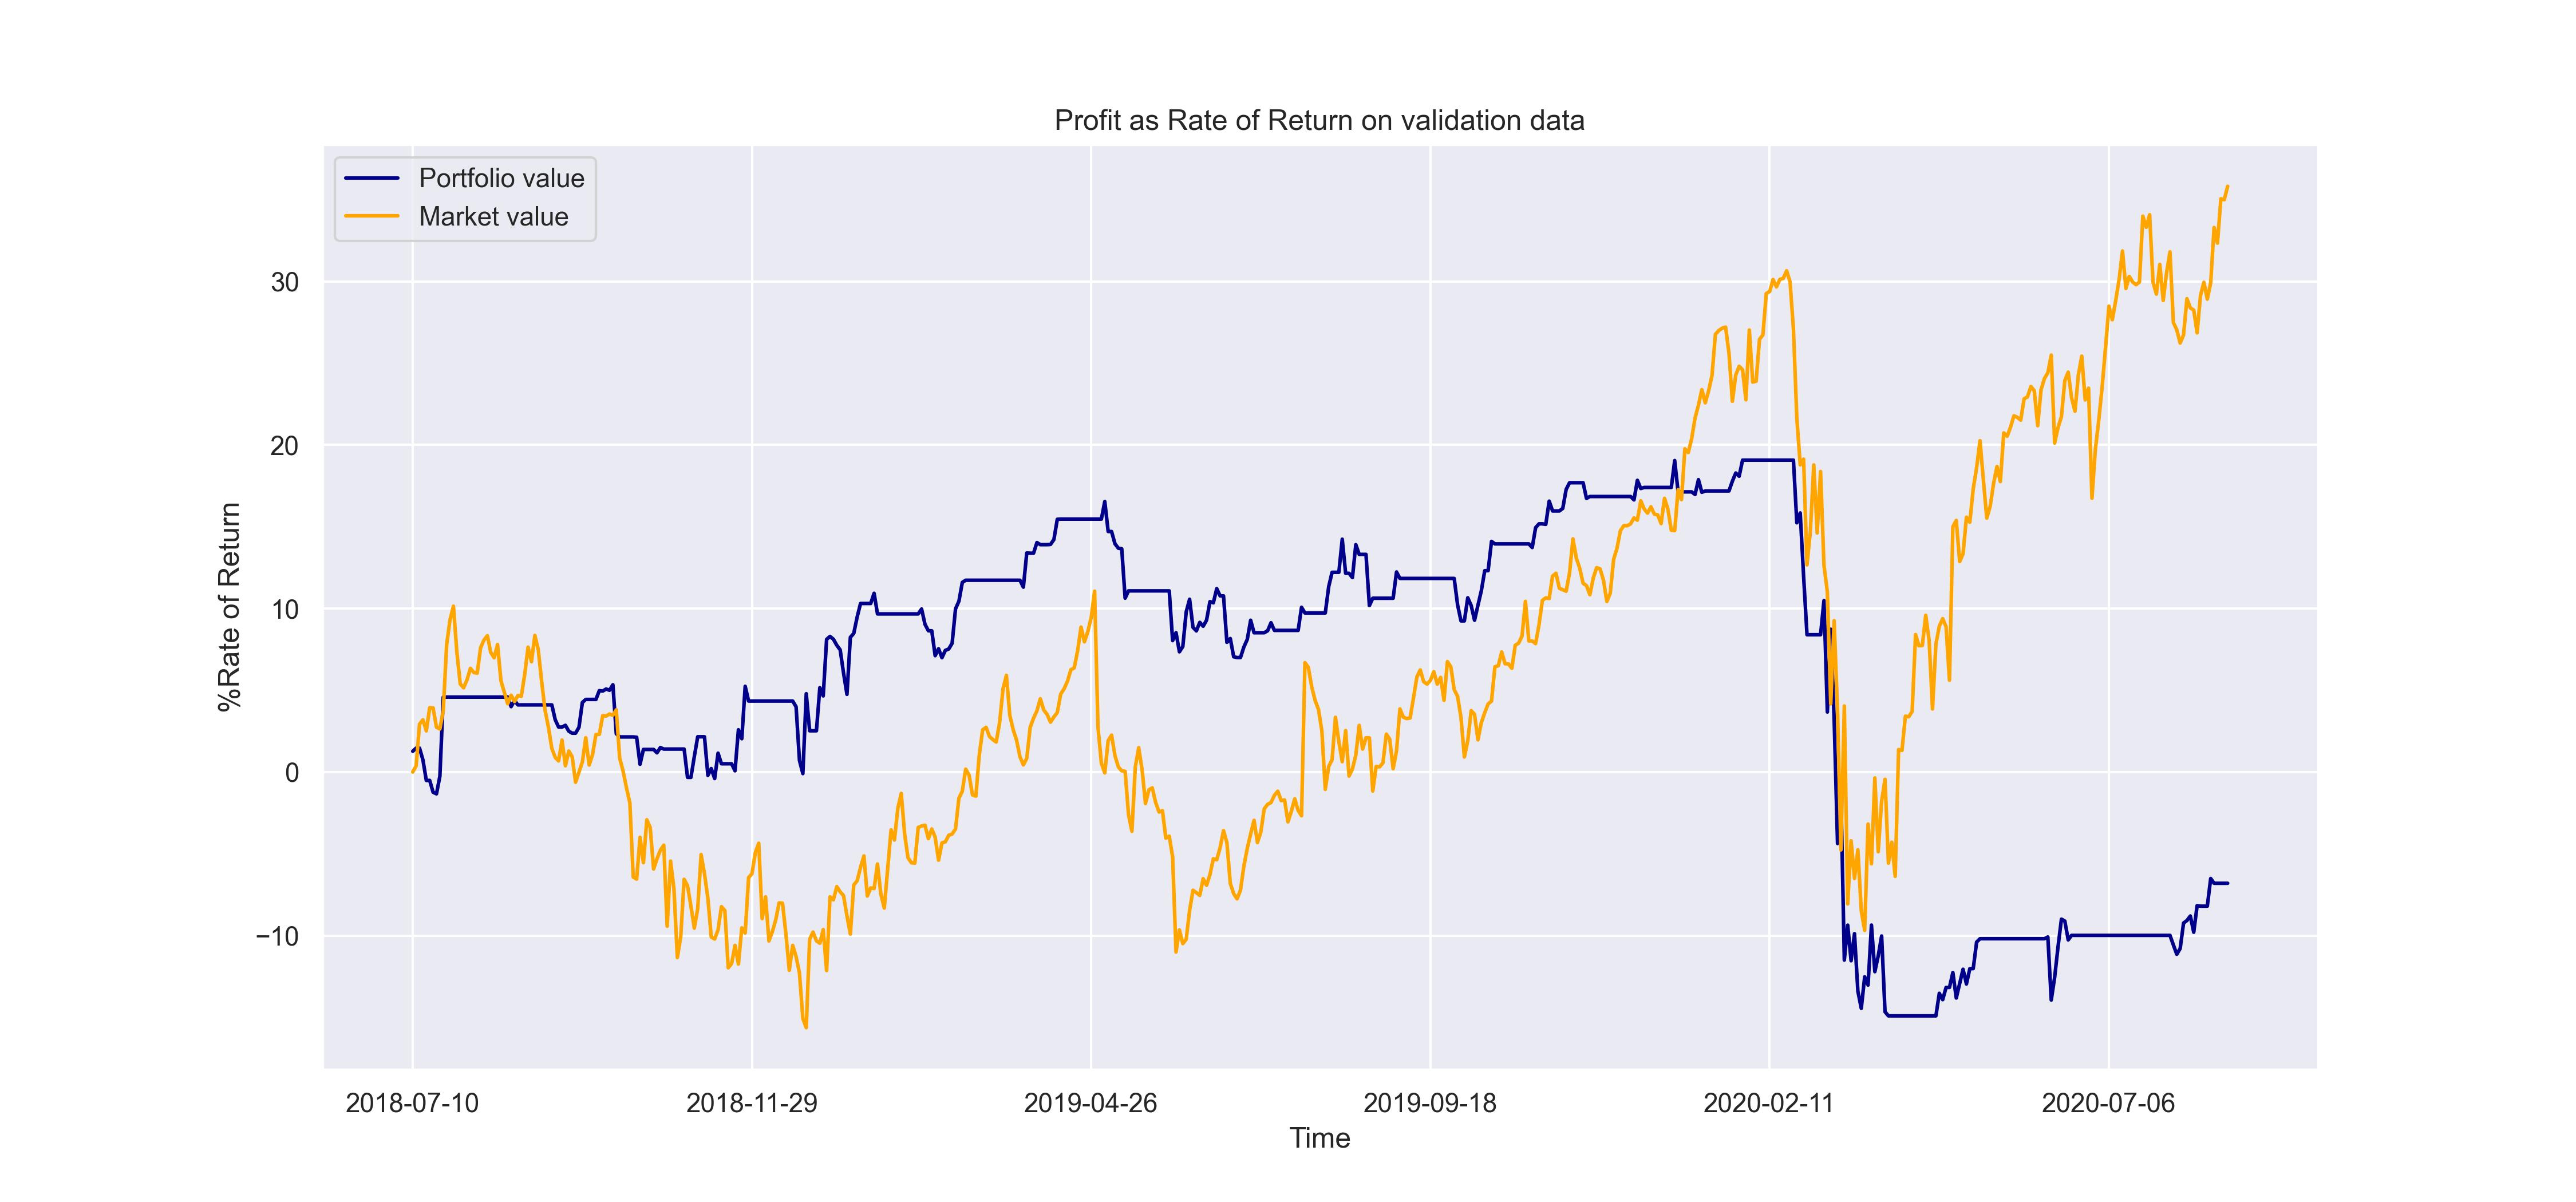 Profit as Rate of Return on validation data
Portfolio value
Market value
%Rate of Return
30
20
10
0
−10
2018-07-10
2018-11-29
2019-04-26
2019-09-18
2020-02-11
2020-07-06
Time